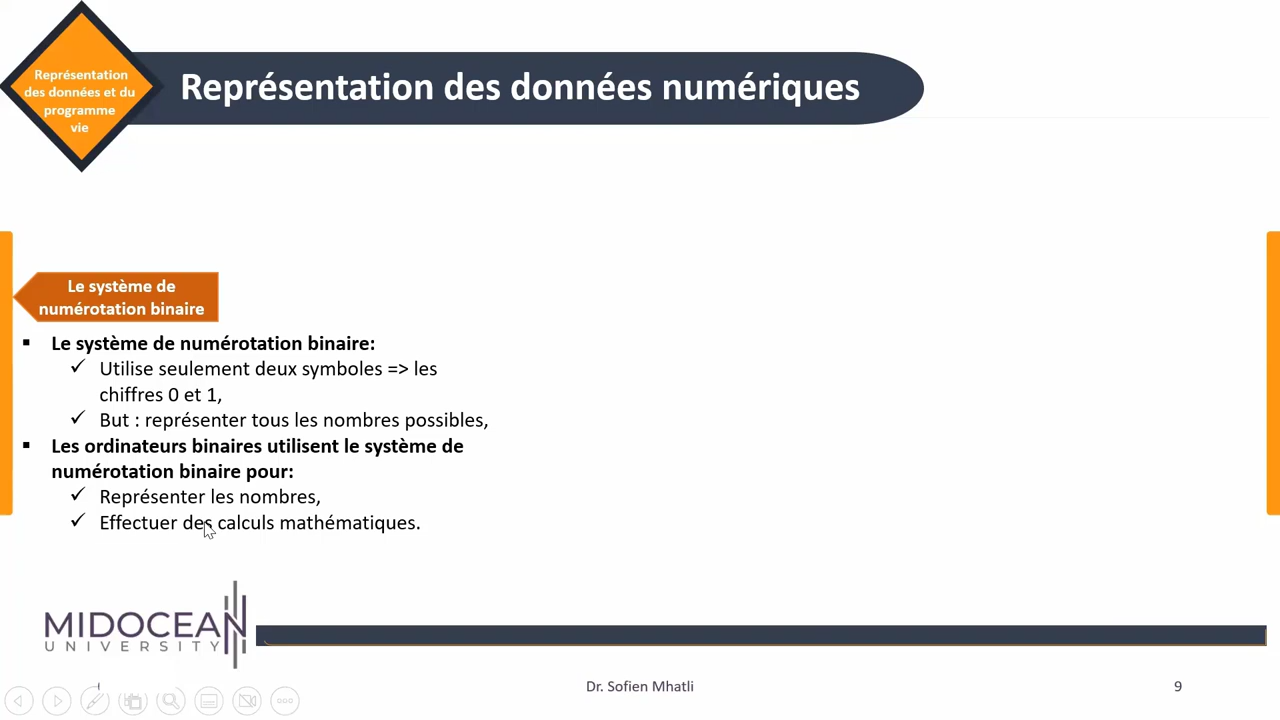 Représentation
des données et du
programme
vie
Représentation des données numériques
Le système de
numérotation binaire
▪ Le système de numérotation binaire:
✓ Utilise seulement deux symboles => les
chiffres 0 et 1,
✓ But : représenter tous les nombres possibles,
▪ Les ordinateurs binaires utilisent le système de
numérotation binaire pour:
✓ Représenter les nombres,
✓ Effectuer des calculs mathématiques.
MIDOCEAN
UNIVERSITY
Dr. Sofien Mhatli
9